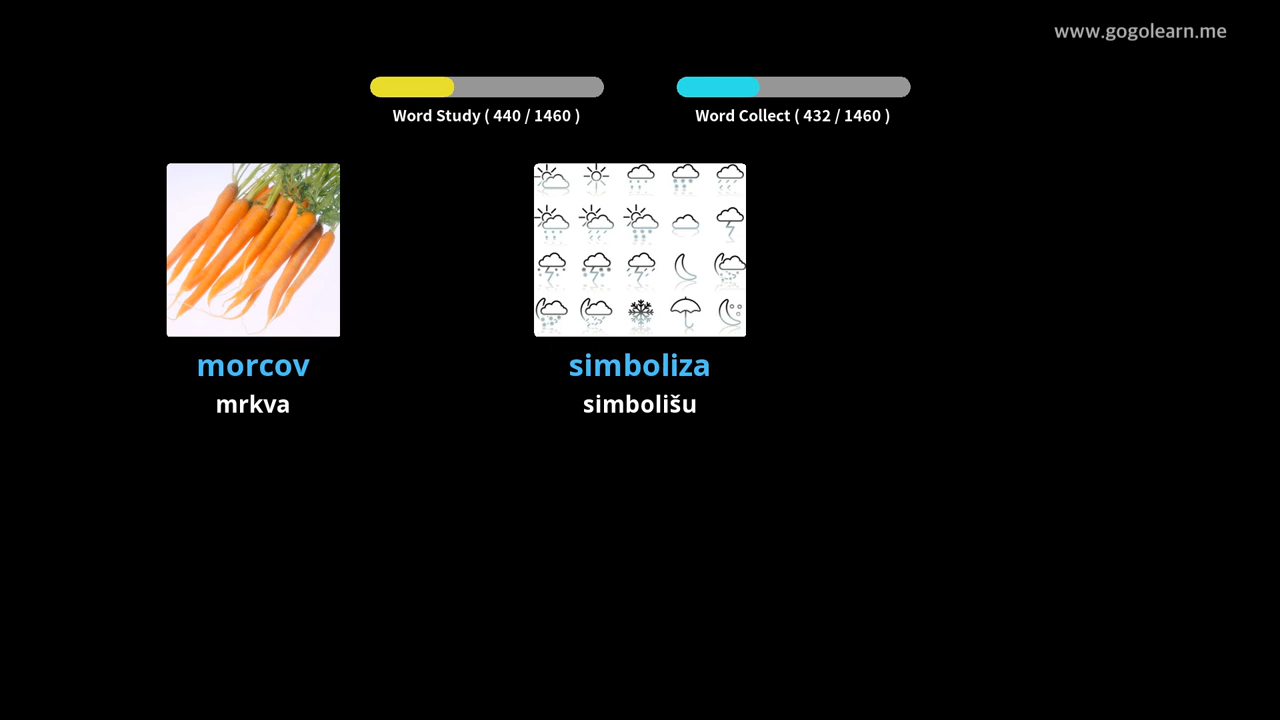 www.gogolearn.me
Word Study ( 440 / 1460 )
Word Collect ( 432 / 1460 )
morcov
mrkva
simboliza
simbolišu